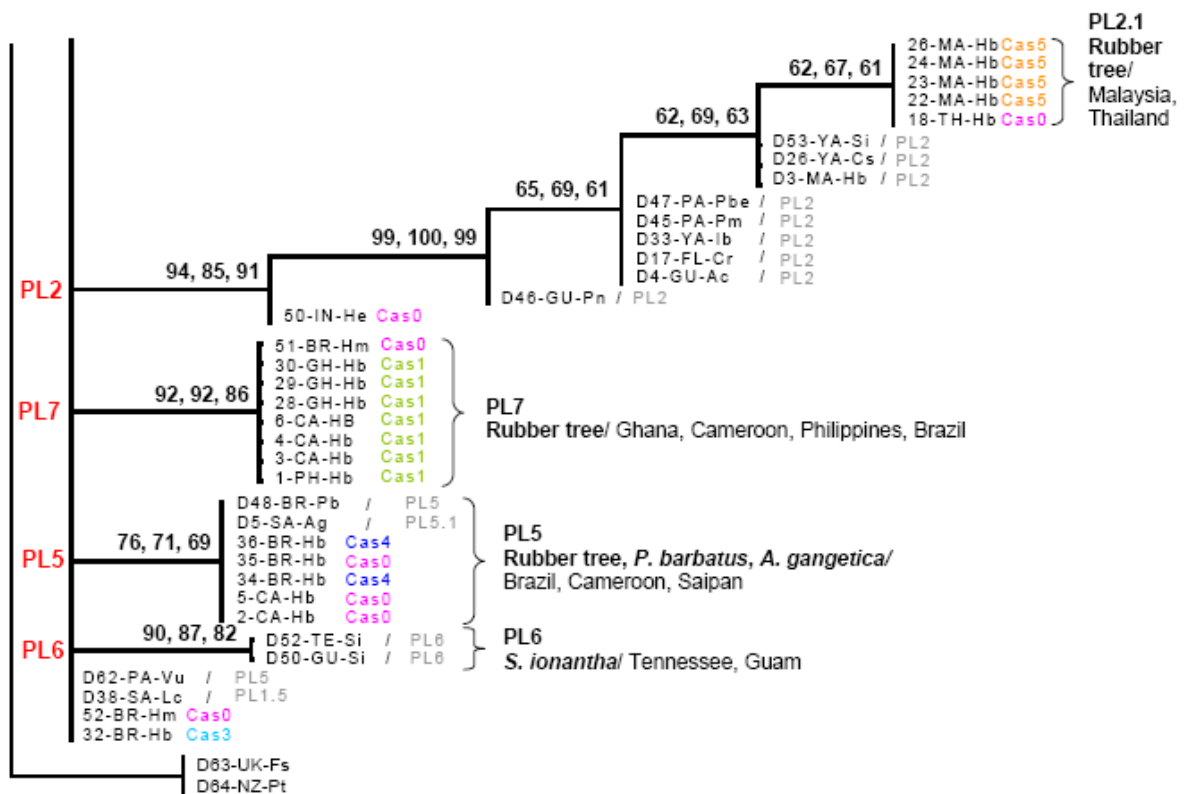 PL2.1
Rubber
tree/
Malaysia,
Thailand
26-MA-Hb Cas5
24-MA-Hb Cas5
23-MA-Hb Cas5
22-MA-Hb Cas5
18-TH-Hb Cas0
62, 67, 61
62, 69, 63
D53-YA-Si / PL2
D26-YA-Cs / PL2
D3-MA-Hb / PL2
65, 69, 61
D47-PA-Pbe / PL2
D45-PA-Pm / PL2
D33-YA-Ib / PL2
D17-FL-Cr / PL2
D4-GU-Ac / PL2
99, 100, 99
D46-GU-Pn / PL2
94, 85, 91
PL2
50-IN-He Cas0
51-BR-Hm Cas0
30-GH-Hb Cas1
29-GH-Hb Cas1
28-GH-Hb Cas1
6-CA-HB Cas1
4-CA-Hb Cas1
3-CA-Hb Cas1
1-PH-Hb Cas1
92, 92, 86
PL7
PL7
Rubber tree/ Ghana, Cameroon, Philippines, Brazil
D48-BR-Pb / PL5
D5-SA-Ag / PL5.1
36-BR-Hb Cas4
35-BR-Hb Cas0
34-BR-Hb Cas4
5-CA-Hb Cas0
2-CA-Hb Cas0
76, 71, 69
PL5
PL5
Rubber tree, P. barbatus, A. gangetica/
Brazil, Cameroon, Saipan
90, 87, 82
PL6
D52-TE-Si / PL6
D50-GU-Si / PL6
PL6
S. ionantha/ Tennessee, Guam
D62-PA-Vu / PL5
D38-SA-Lc / PL1.5
52-BR-Hm Cas0
32-BR-Hb Cas3
D63-UK-Fs
D64-NZ-Pt